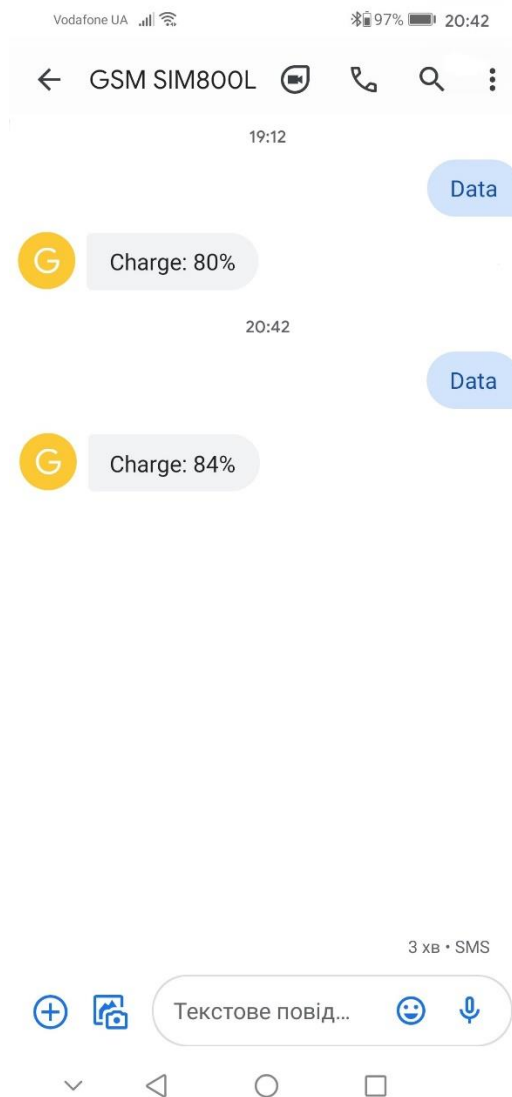 Vodafone UA 97% 20:42
GSM SIM800L
19:12
Data
G
Charge: 80%
20:42
Data
G
Charge: 84%
3 хв • SMS
Текстове повід...